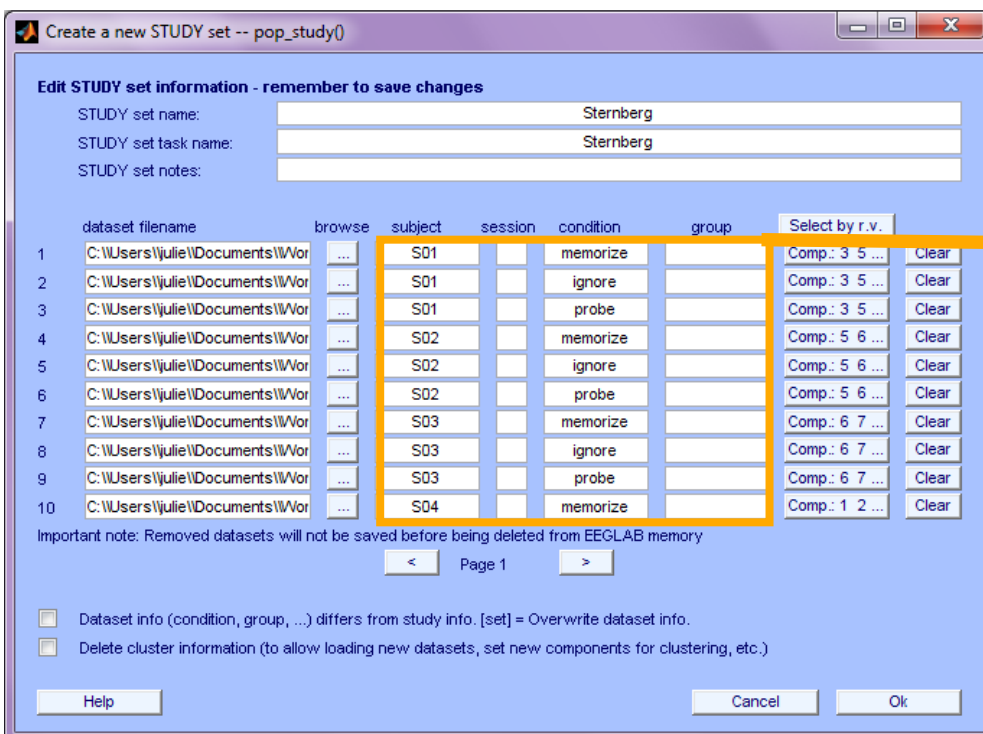 Create a new STUDY set -- pop_study()
Edit STUDY set information - remember to save changes
STUDY set name: Sternberg
STUDY set task name: Sternberg
STUDY set notes:
dataset filename browse subject session condition group Select by r.v.
1 C:\\Users\\julie\\Documents\\Wor ... S01 memorize Comp.: 3 5 ... Clear
2 C:\\Users\\julie\\Documents\\Wor ... S01 ignore Comp.: 3 5 ... Clear
3 C:\\Users\\julie\\Documents\\Wor ... S01 probe Comp.: 3 5 ... Clear
4 C:\\Users\\julie\\Documents\\Wor ... S02 memorize Comp.: 5 6 ... Clear
5 C:\\Users\\julie\\Documents\\Wor ... S02 ignore Comp.: 5 6 ... Clear
6 C:\\Users\\julie\\Documents\\Wor ... S02 probe Comp.: 5 6 ... Clear
7 C:\\Users\\julie\\Documents\\Wor ... S03 memorize Comp.: 6 7 ... Clear
8 C:\\Users\\julie\\Documents\\Wor ... S03 ignore Comp.: 6 7 ... Clear
9 C:\\Users\\julie\\Documents\\Wor ... S03 probe Comp.: 6 7 ... Clear
10 C:\\Users\\julie\\Documents\\Wor ... S04 memorize Comp.: 1 2 ... Clear
Important note: Removed datasets will not be saved before being deleted from EEGLAB memory
< Page 1 >
Dataset info (condition, group, ...) differs from study info. [set] = Overwrite dataset info.
Delete cluster information (to allow loading new datasets, set new components for clustering, etc.)
Help Cancel Ok